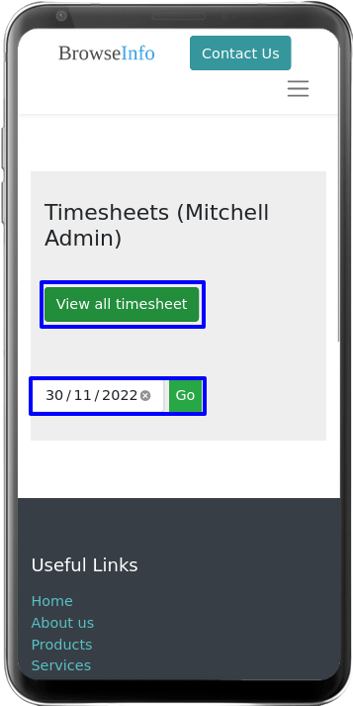 BrowseInfo
Contact Us
Timesheets (Mitchell
Admin)
View all timesheet
30/11/2022 Go
Useful Links
Home
About us
Products
Services